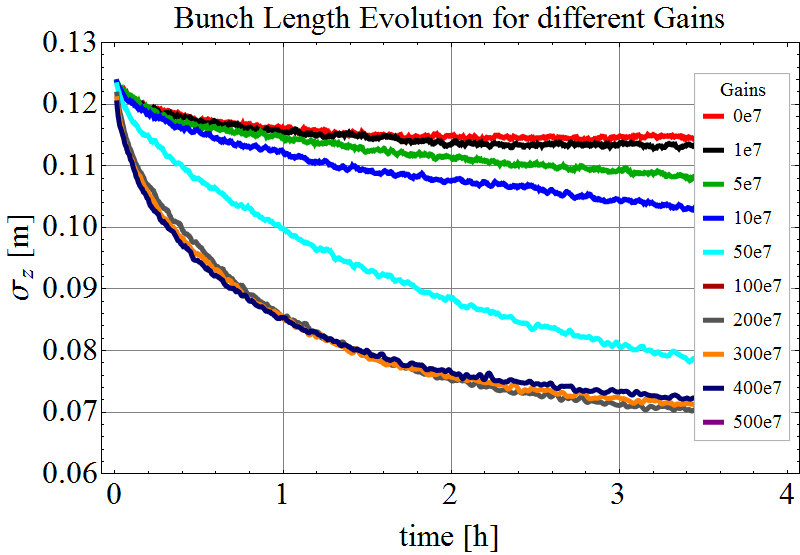 Bunch Length Evolution for different Gains
0.13
0.12
0.11
0.10
0.09
0.08
0.07
0.06
σz [m]
0
1
2
3
4
time [h]
Gains
0e7
1e7
5e7
10e7
50e7
100e7
200e7
300e7
400e7
500e7